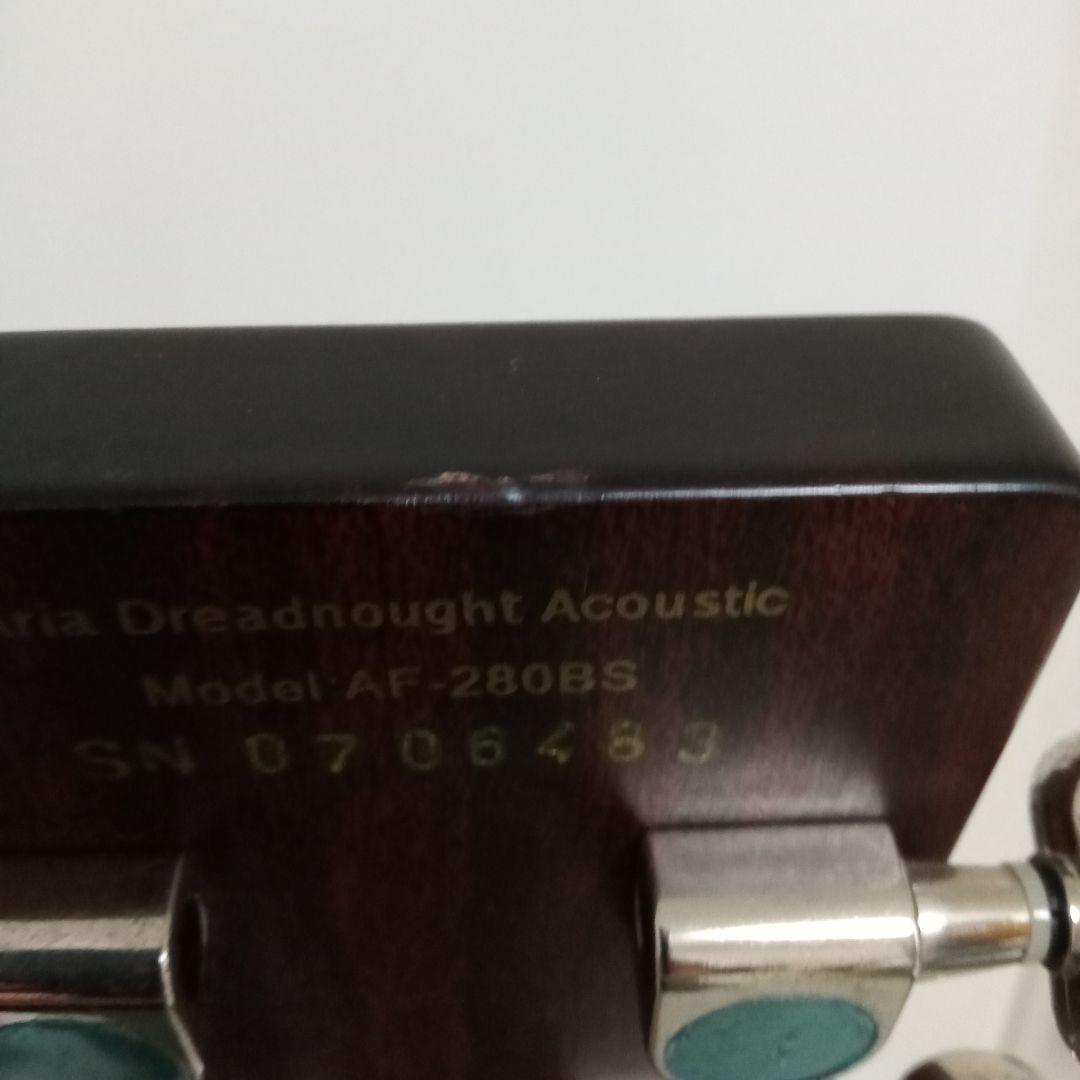 Aria Dreadnought Acoustic
Model AF-280BS
SN 0706483